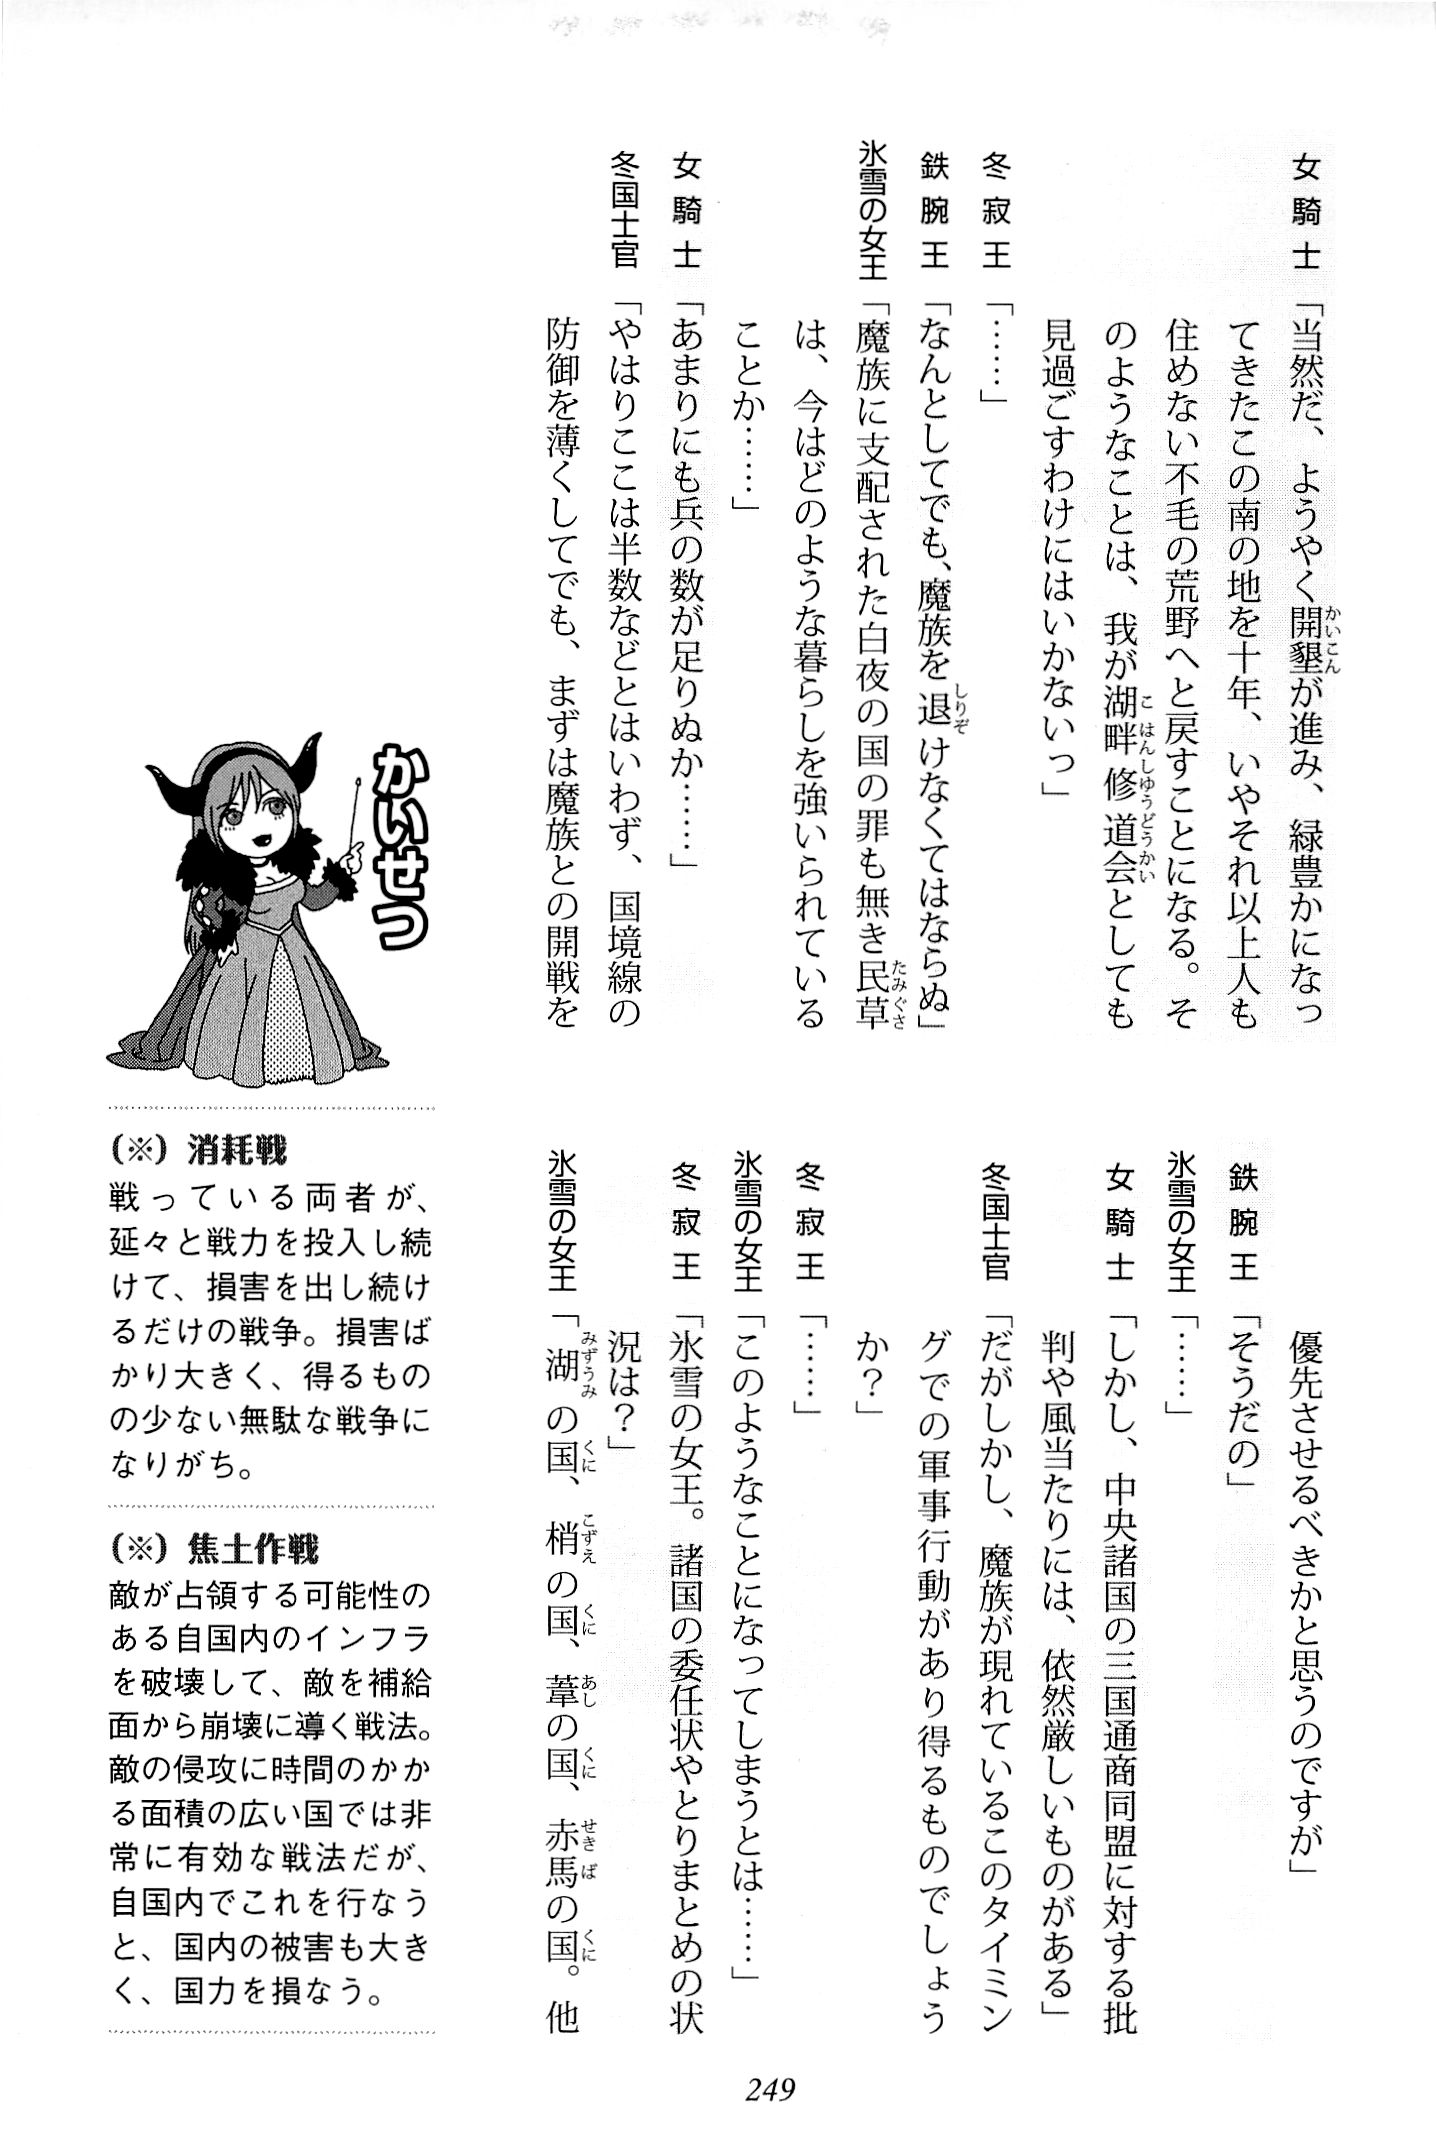 女騎士「当然だ、ようやく開墾が進み、緑豊かになっ
てきたこの南の地を十年、いやそれ以上人も
住めない不毛の荒野へと戻すことになる。そ
のようなことは、我が湖畔修道会としても
見過ごすわけにはいかないっ」
冬寂王「……」
鉄腕王「なんとしてでも、魔族を退けなくてはならぬ」
氷雪の女王「魔族に支配された白夜の国の罪も無き民草
は、今はどのような暮らしを強いられている
ことか……」
女騎士「あまりにも兵の数が足りぬか……」
冬国士官「やはりここは半数などとはいわず、国境線の
防御を薄くしてでも、まずは魔族との開戦を
優先させるべきかと思うのですが」
鉄腕王「そうだの」
氷雪の女王「……」
女騎士「しかし、中央諸国の三国通商同盟に対する批
判や風当たりには、依然厳しいものがある」
冬国士官「だがしかし、魔族が現れているこのタイミン
グでの軍事行動があり得るものでしょう
か？」
冬寂王「……」
氷雪の女王「このようなことになってしまうとは……」
冬寂王「氷雪の女王。諸国の委任状やとりまとめの状
況は？」
氷雪の女王「湖の国、梢の国、葦の国、赤馬の国。他
かいせつ
（※）消耗戦
戦っている両者が、
延々と戦力を投入し続
けて、損害を出し続け
るだけの戦争。損害ば
かり大きく、得るもの
の少ない無駄な戦争に
なりがち。
（※）焦土作戦
敵が占領する可能性の
ある自国内のインフラ
を破壊して、敵を補給
面から崩壊に導く戦法。
敵の侵攻に時間のかか
る面積の広い国では非
常に有効な戦法だが、
自国内でこれを行なう
と、国内の被害も大き
く、国力を損なう。
249